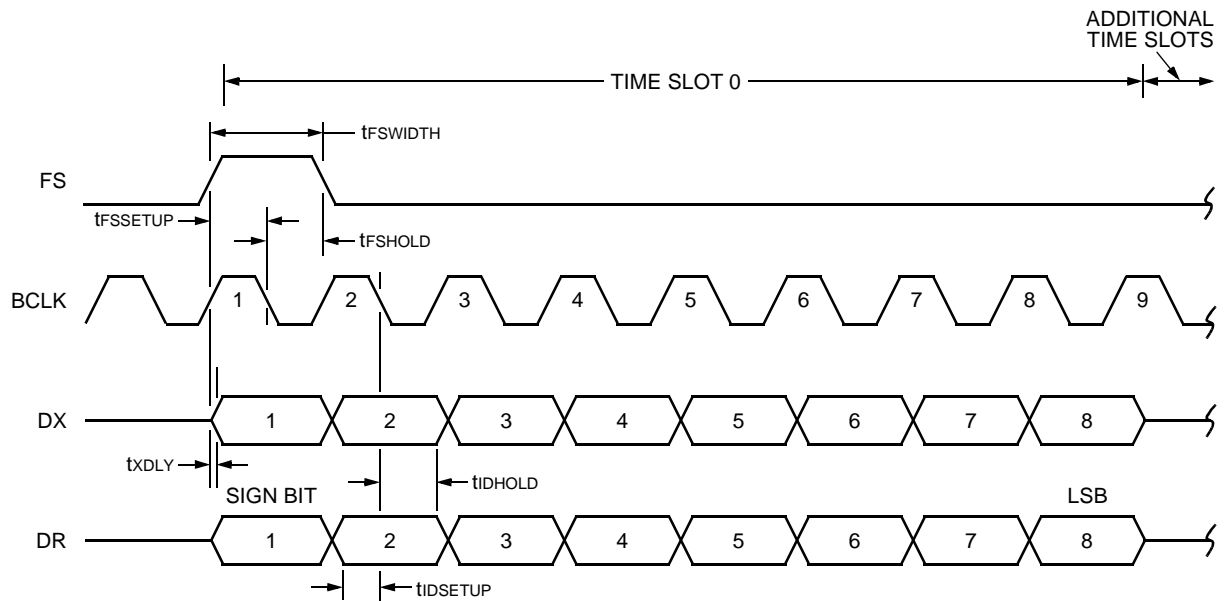 ADDITIONAL
TIME SLOTS
TIME SLOT 0
tFSWIDTH
FS
tFSSETUP
tFSHOLD
BCLK
1 2 3 4 5 6 7 8 9
DX
1 2 3 4 5 6 7 8
tXDLY
tIDHOLD
SIGN BIT
LSB
DR
1 2 3 4 5 6 7 8
tIDSETUP